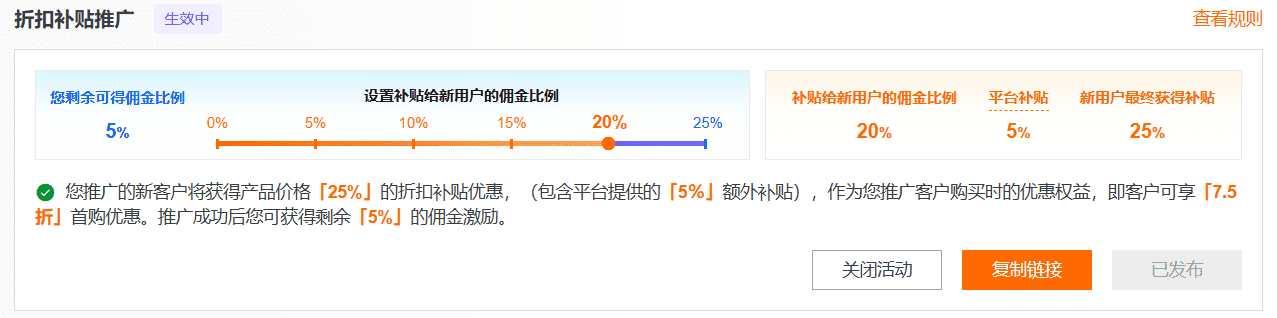 折扣补贴推广 生效中 查看规则
您剩余可得佣金比例
5%
设置补贴给新用户的佣金比例
0% 5% 10% 15% 20% 25%
补贴给新用户的佣金比例 平台补贴 新用户最终获得补贴
20% 5% 25%
您推广的新客户将获得产品价格「25%」的折扣补贴优惠，（包含平台提供的「5%」额外补贴），作为您推广客户购买时的优惠权益，即客户可享「7.5
折」首购优惠。推广成功后您可获得剩余「5%」的佣金激励。
关闭活动 复制链接 已发布